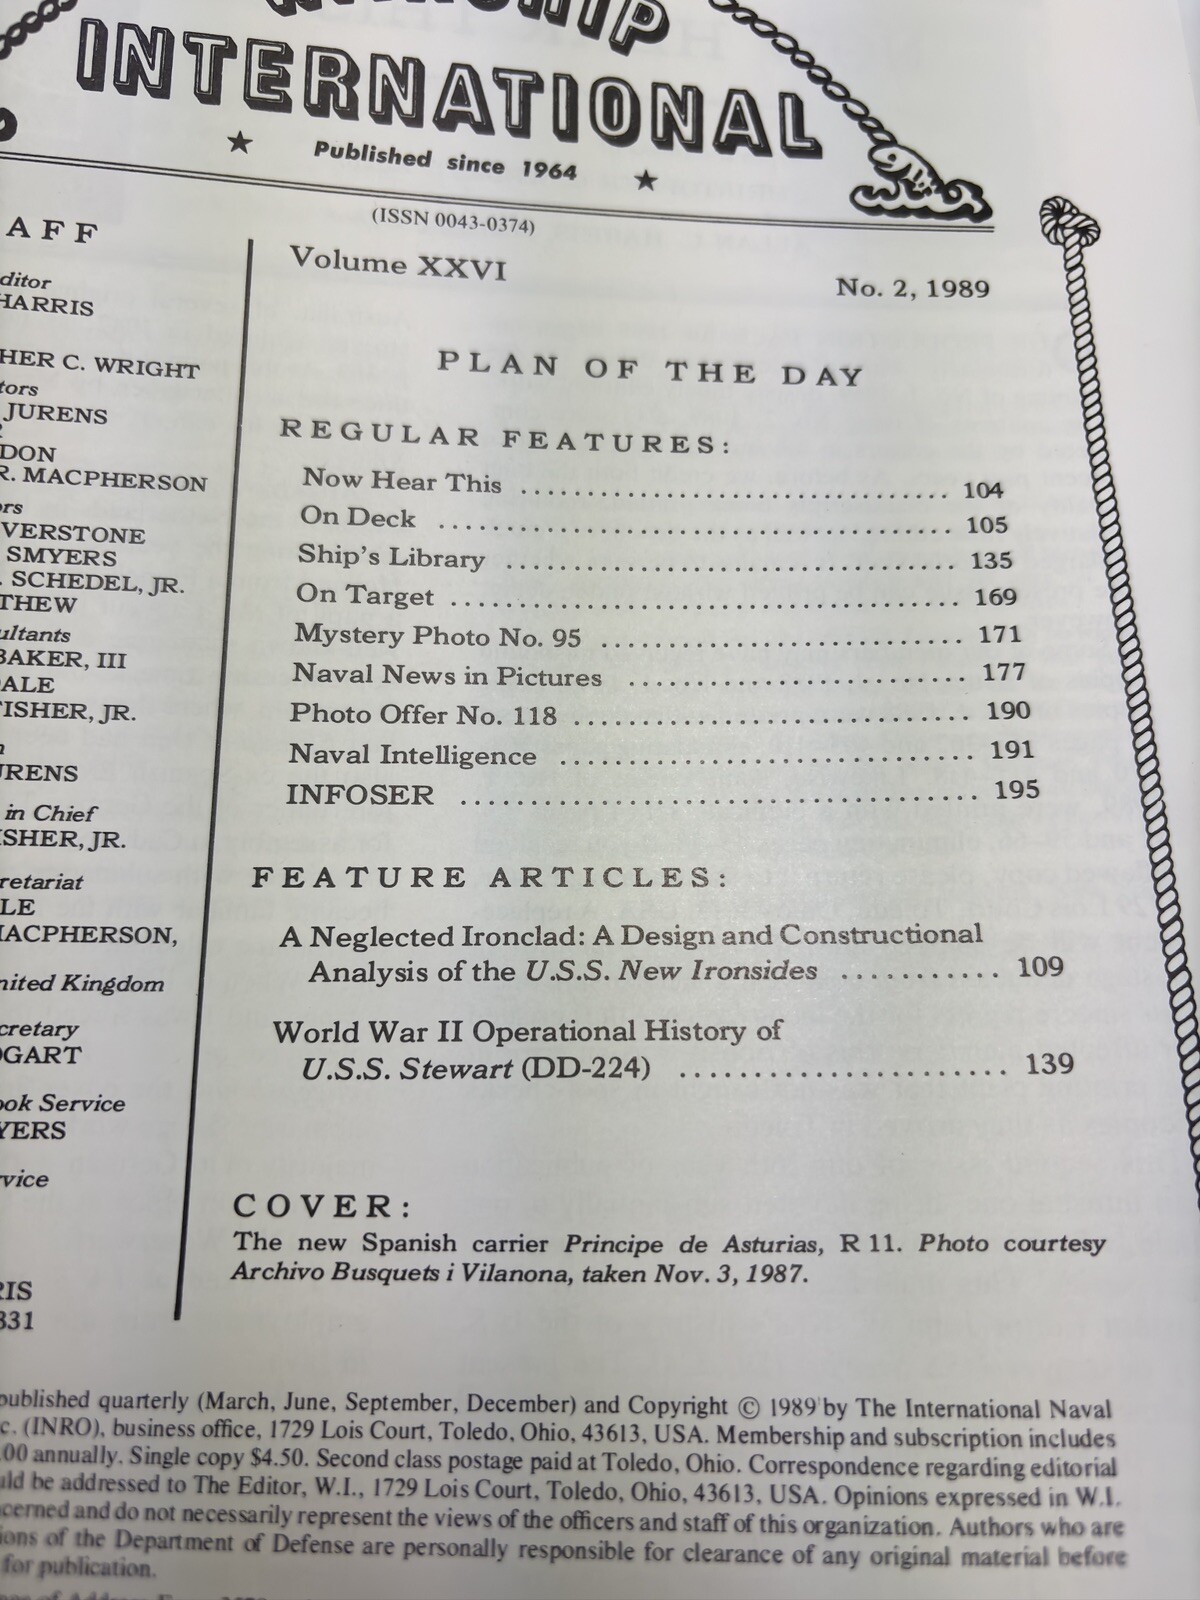 INTERNATIONAL
Published since 1964
(ISSN 0043-0374)
AFF
HARRIS
HER C. WRIGHT
JURENS
DON
R. MACPHERSON
VERSTONE
SMYERS
. SCHEDEL, JR.
THEW
BAKER, III
ALE
FISHER, JR.
URENS
in Chief
ISHER, JR.
retariat
LE
MACPHERSON,
nited Kingdom
cretary
OGART
ook Service
YERS
vice
RIS
331
Volume XXVI No. 2, 1989
PLAN OF THE DAY
REGULAR FEATURES:
Now Hear This ........................................ 104
On Deck ................................................ 105
Ship's Library .......................................... 135
On Target ............................................... 169
Mystery Photo No. 95 .................................. 171
Naval News in Pictures ............................... 177
Photo Offer No. 118 ................................... 190
Naval Intelligence ..................................... 191
INFOSER ................................................ 195
FEATURE ARTICLES:
A Neglected Ironclad: A Design and Constructional
Analysis of the U.S.S. New Ironsides ........... 109
World War II Operational History of
U.S.S. Stewart (DD-224) ....................... 139
COVER:
The new Spanish carrier Principe de Asturias, R 11. Photo courtesy
Archivo Busquets i Vilanona, taken Nov. 3, 1987.
published quarterly (March, June, September, December) and Copyright © 1989 by The International Naval
c. (INRO), business office, 1729 Lois Court, Toledo, Ohio, 43613, USA. Membership and subscription includes
.00 annually. Single copy $4.50. Second class postage paid at Toledo, Ohio. Correspondence regarding editorial
uld be addressed to The Editor, W.I., 1729 Lois Court, Toledo, Ohio, 43613, USA. Opinions expressed in W.I.
cerned and do not necessarily represent the views of the officers and staff of this organization. Authors who are
ions of the Department of Defense are personally responsible for clearance of any original material before
for publication.